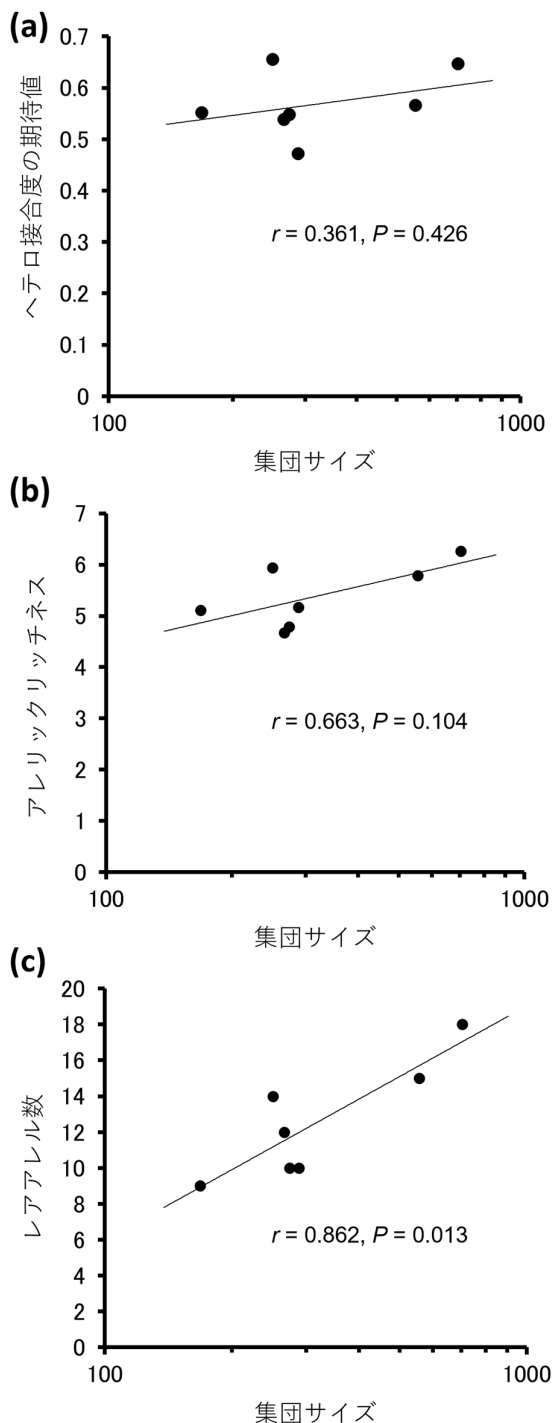 (a)
0.7
0.6
0.5
0.4
0.3
0.2
0.1
0
ヘテロ接合度の期待値
r = 0.361, P = 0.426
100
1000
集団サイズ
(b)
7
6
5
4
3
2
1
0
アレリックリッチネス
r = 0.663, P = 0.104
100
1000
集団サイズ
(c)
20
18
16
14
12
10
8
6
4
2
0
レアアレル数
r = 0.862, P = 0.013
100
1000
集団サイズ